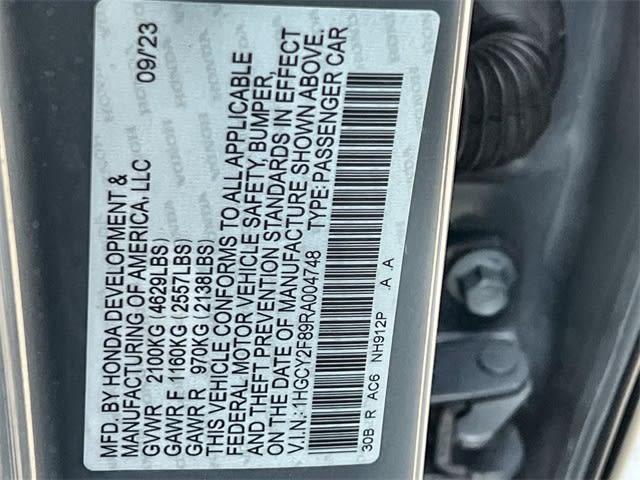 MFD. BY HONDA DEVELOPMENT &
MANUFACTURING OF AMERICA, LLC 09/'23
GVWR 2100KG (4629LBS)
GAWR F 1160KG (2557LBS)
GAWR R 970KG (2138LBS)
THIS VEHICLE CONFORMS TO ALL APPLICABLE
FEDERAL MOTOR VEHICLE SAFETY, BUMPER,
AND THEFT PREVENTION STANDARDS IN EFFECT
ON THE DATE OF MANUFACTURE SHOWN ABOVE.
V.I.N.: 1HGCY2F89RA004748 TYPE: PASSENGER CAR
30B R AC6 NH912P .A .A